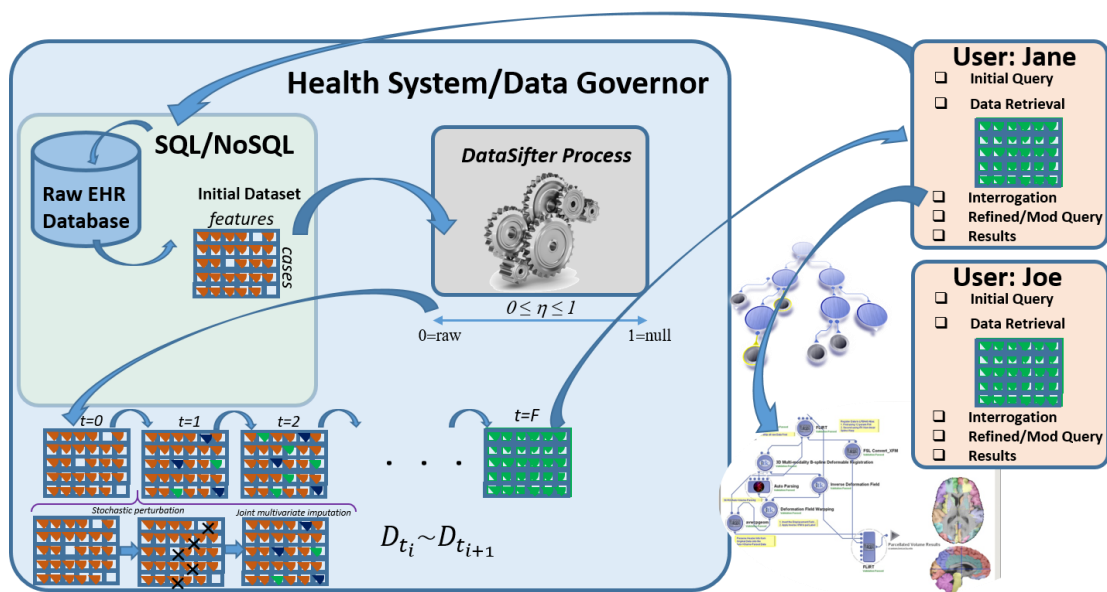 Health System/Data Governor
SQL/NoSQL
Raw EHR
Database
Initial Dataset
features
cases
DataSifter Process
0 ≤ η ≤ 1
0=raw
1=null
t=0
t=1
t=2
t=F
. . .
Stochastic perturbation
Joint multivariate imputation
D_{t_i}~D_{t_{i+1}}
User: Jane
Initial Query
Data Retrieval
Interrogation
Refined/Mod Query
Results
User: Joe
Initial Query
Data Retrieval
Interrogation
Refined/Mod Query
Results
FLIRT
FSL Convert_XFM
3D Multi-modality B-spline Deformable Registration
Auto Parsing
Inverse Deformation Field
Deformation Field Warping
Parcellated Volume Results
FLIRT